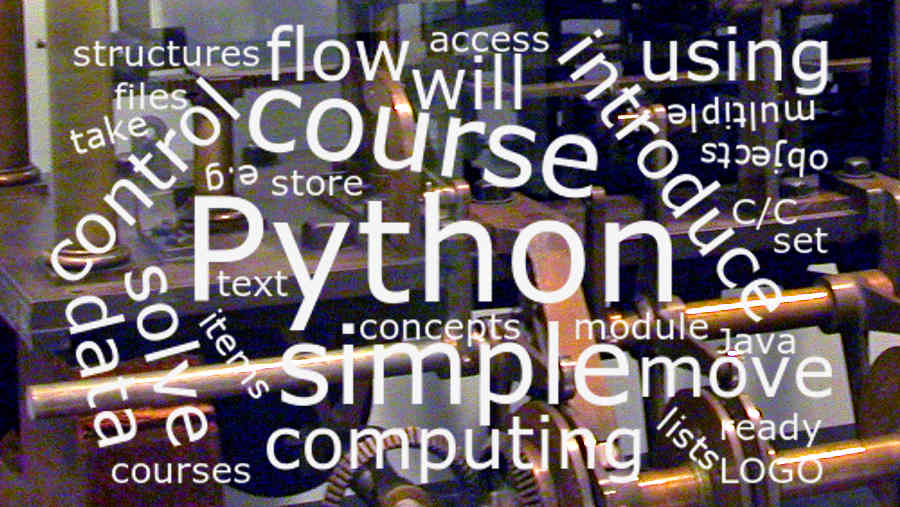 structures
flow
access
introduce
using
files
will
take
control
course
multiple
objects
e.g
store
Python
C/C
set
text
solve
data
items
concepts
module
Java
simple
move
computing
lists
ready
courses
LOGO